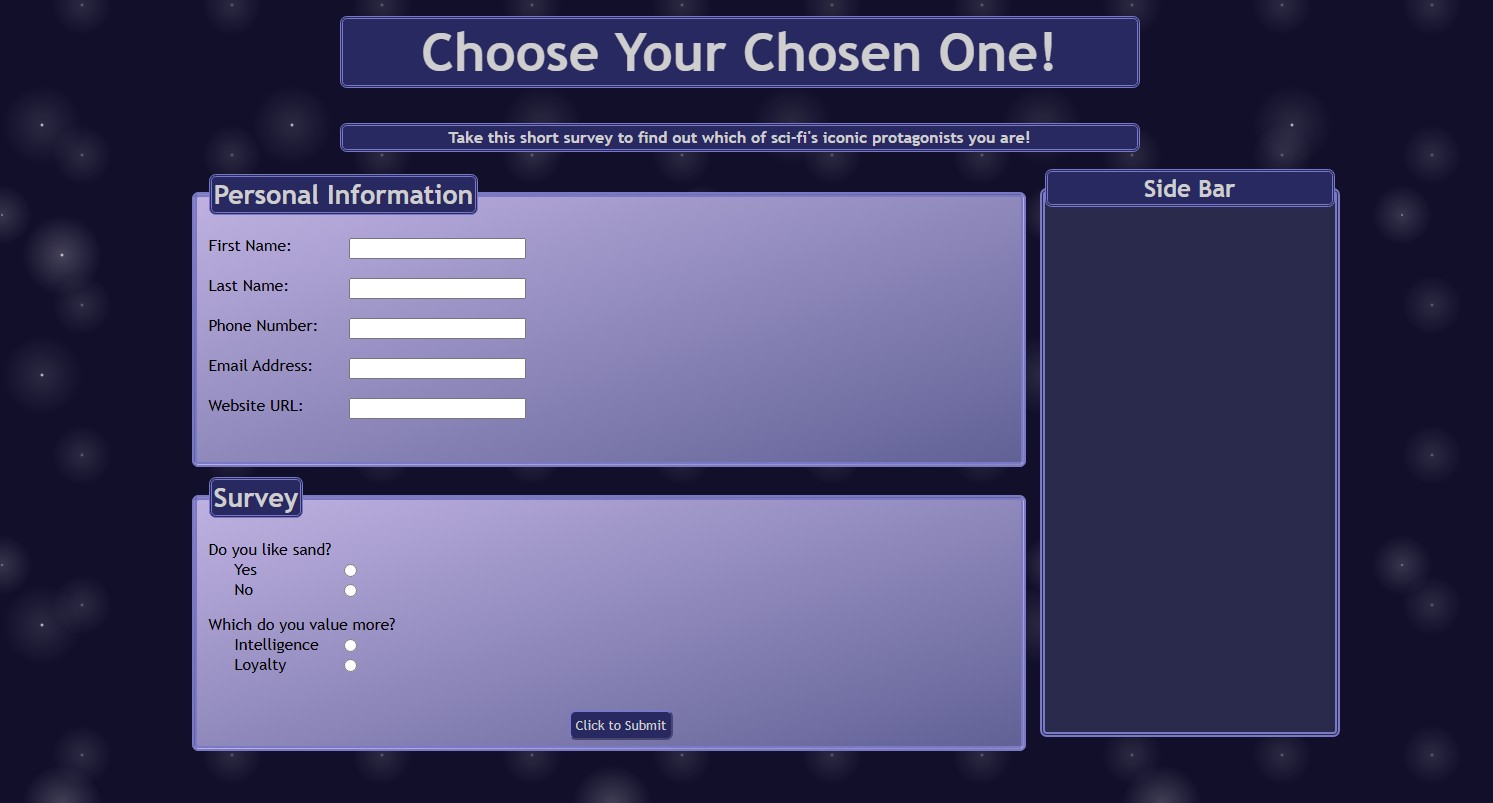 Choose Your Chosen One!
Take this short survey to find out which of sci-fi's iconic protagonists you are!
Personal Information
First Name:
Last Name:
Phone Number:
Email Address:
Website URL:
Survey
Do you like sand?
Yes
No
Which do you value more?
Intelligence
Loyalty
Click to Submit
Side Bar